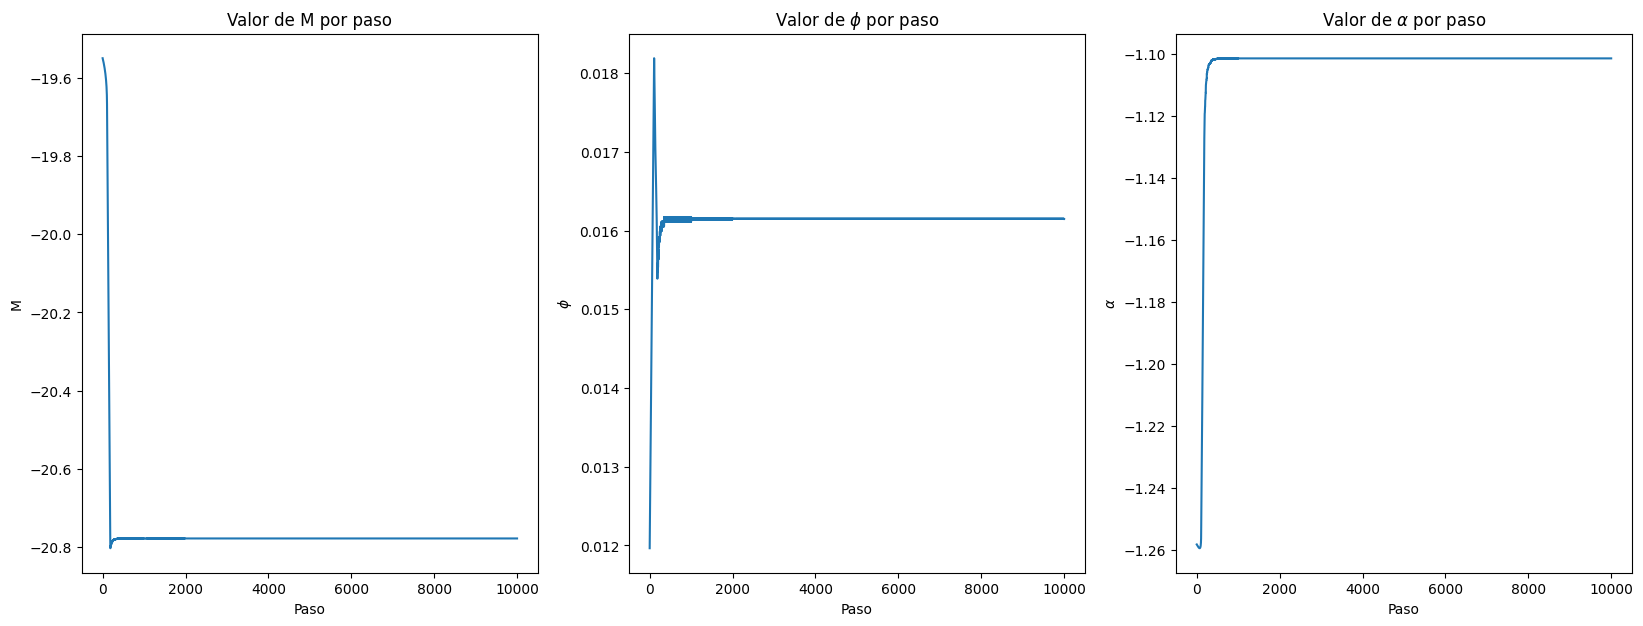 Valor de M por paso
M
−19.6
−19.8
−20.0
−20.2
−20.4
−20.6
−20.8
0 2000 4000 6000 8000 10000
Paso
Valor de ϕ por paso
ϕ
0.018
0.017
0.016
0.015
0.014
0.013
0.012
0 2000 4000 6000 8000 10000
Paso
Valor de α por paso
α
−1.10
−1.12
−1.14
−1.16
−1.18
−1.20
−1.22
−1.24
−1.26
0 2000 4000 6000 8000 10000
Paso